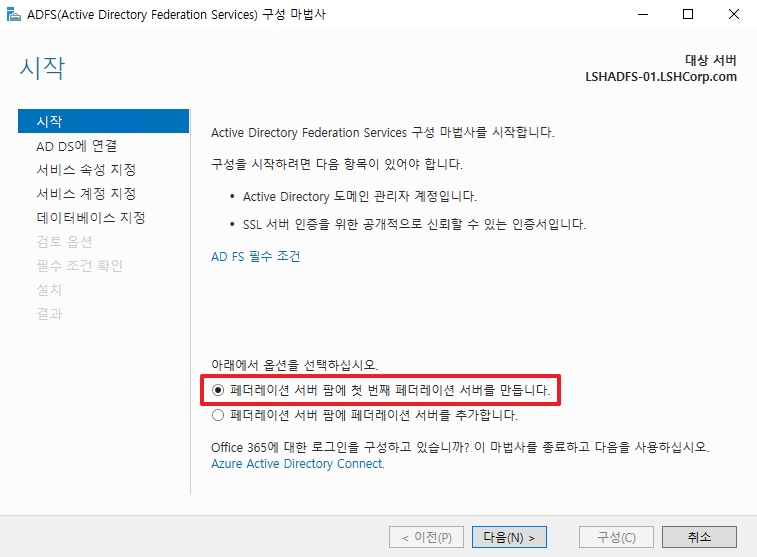 ADFS(Active Directory Federation Services) 구성 마법사
시작
대상 서버
LSHADFS-01.LSHCorp.com
시작
AD DS에 연결
서비스 속성 지정
서비스 계정 지정
데이터베이스 지정
검토 옵션
필수 조건 확인
설치
결과
Active Directory Federation Services 구성 마법사를 시작합니다.
구성을 시작하려면 다음 항목이 있어야 합니다.
• Active Directory 도메인 관리자 계정입니다.
• SSL 서버 인증을 위한 공개적으로 신뢰할 수 있는 인증서입니다.
AD FS 필수 조건
아래에서 옵션을 선택하십시오.
페더레이션 서버 팜에 첫 번째 페더레이션 서버를 만듭니다.
페더레이션 서버 팜에 페더레이션 서버를 추가합니다.
Office 365에 대한 로그인을 구성하고 있습니까? 이 마법사를 종료하고 다음을 사용하십시오.
Azure Active Directory Connect.
< 이전(P)
다음(N) >
구성(C)
취소